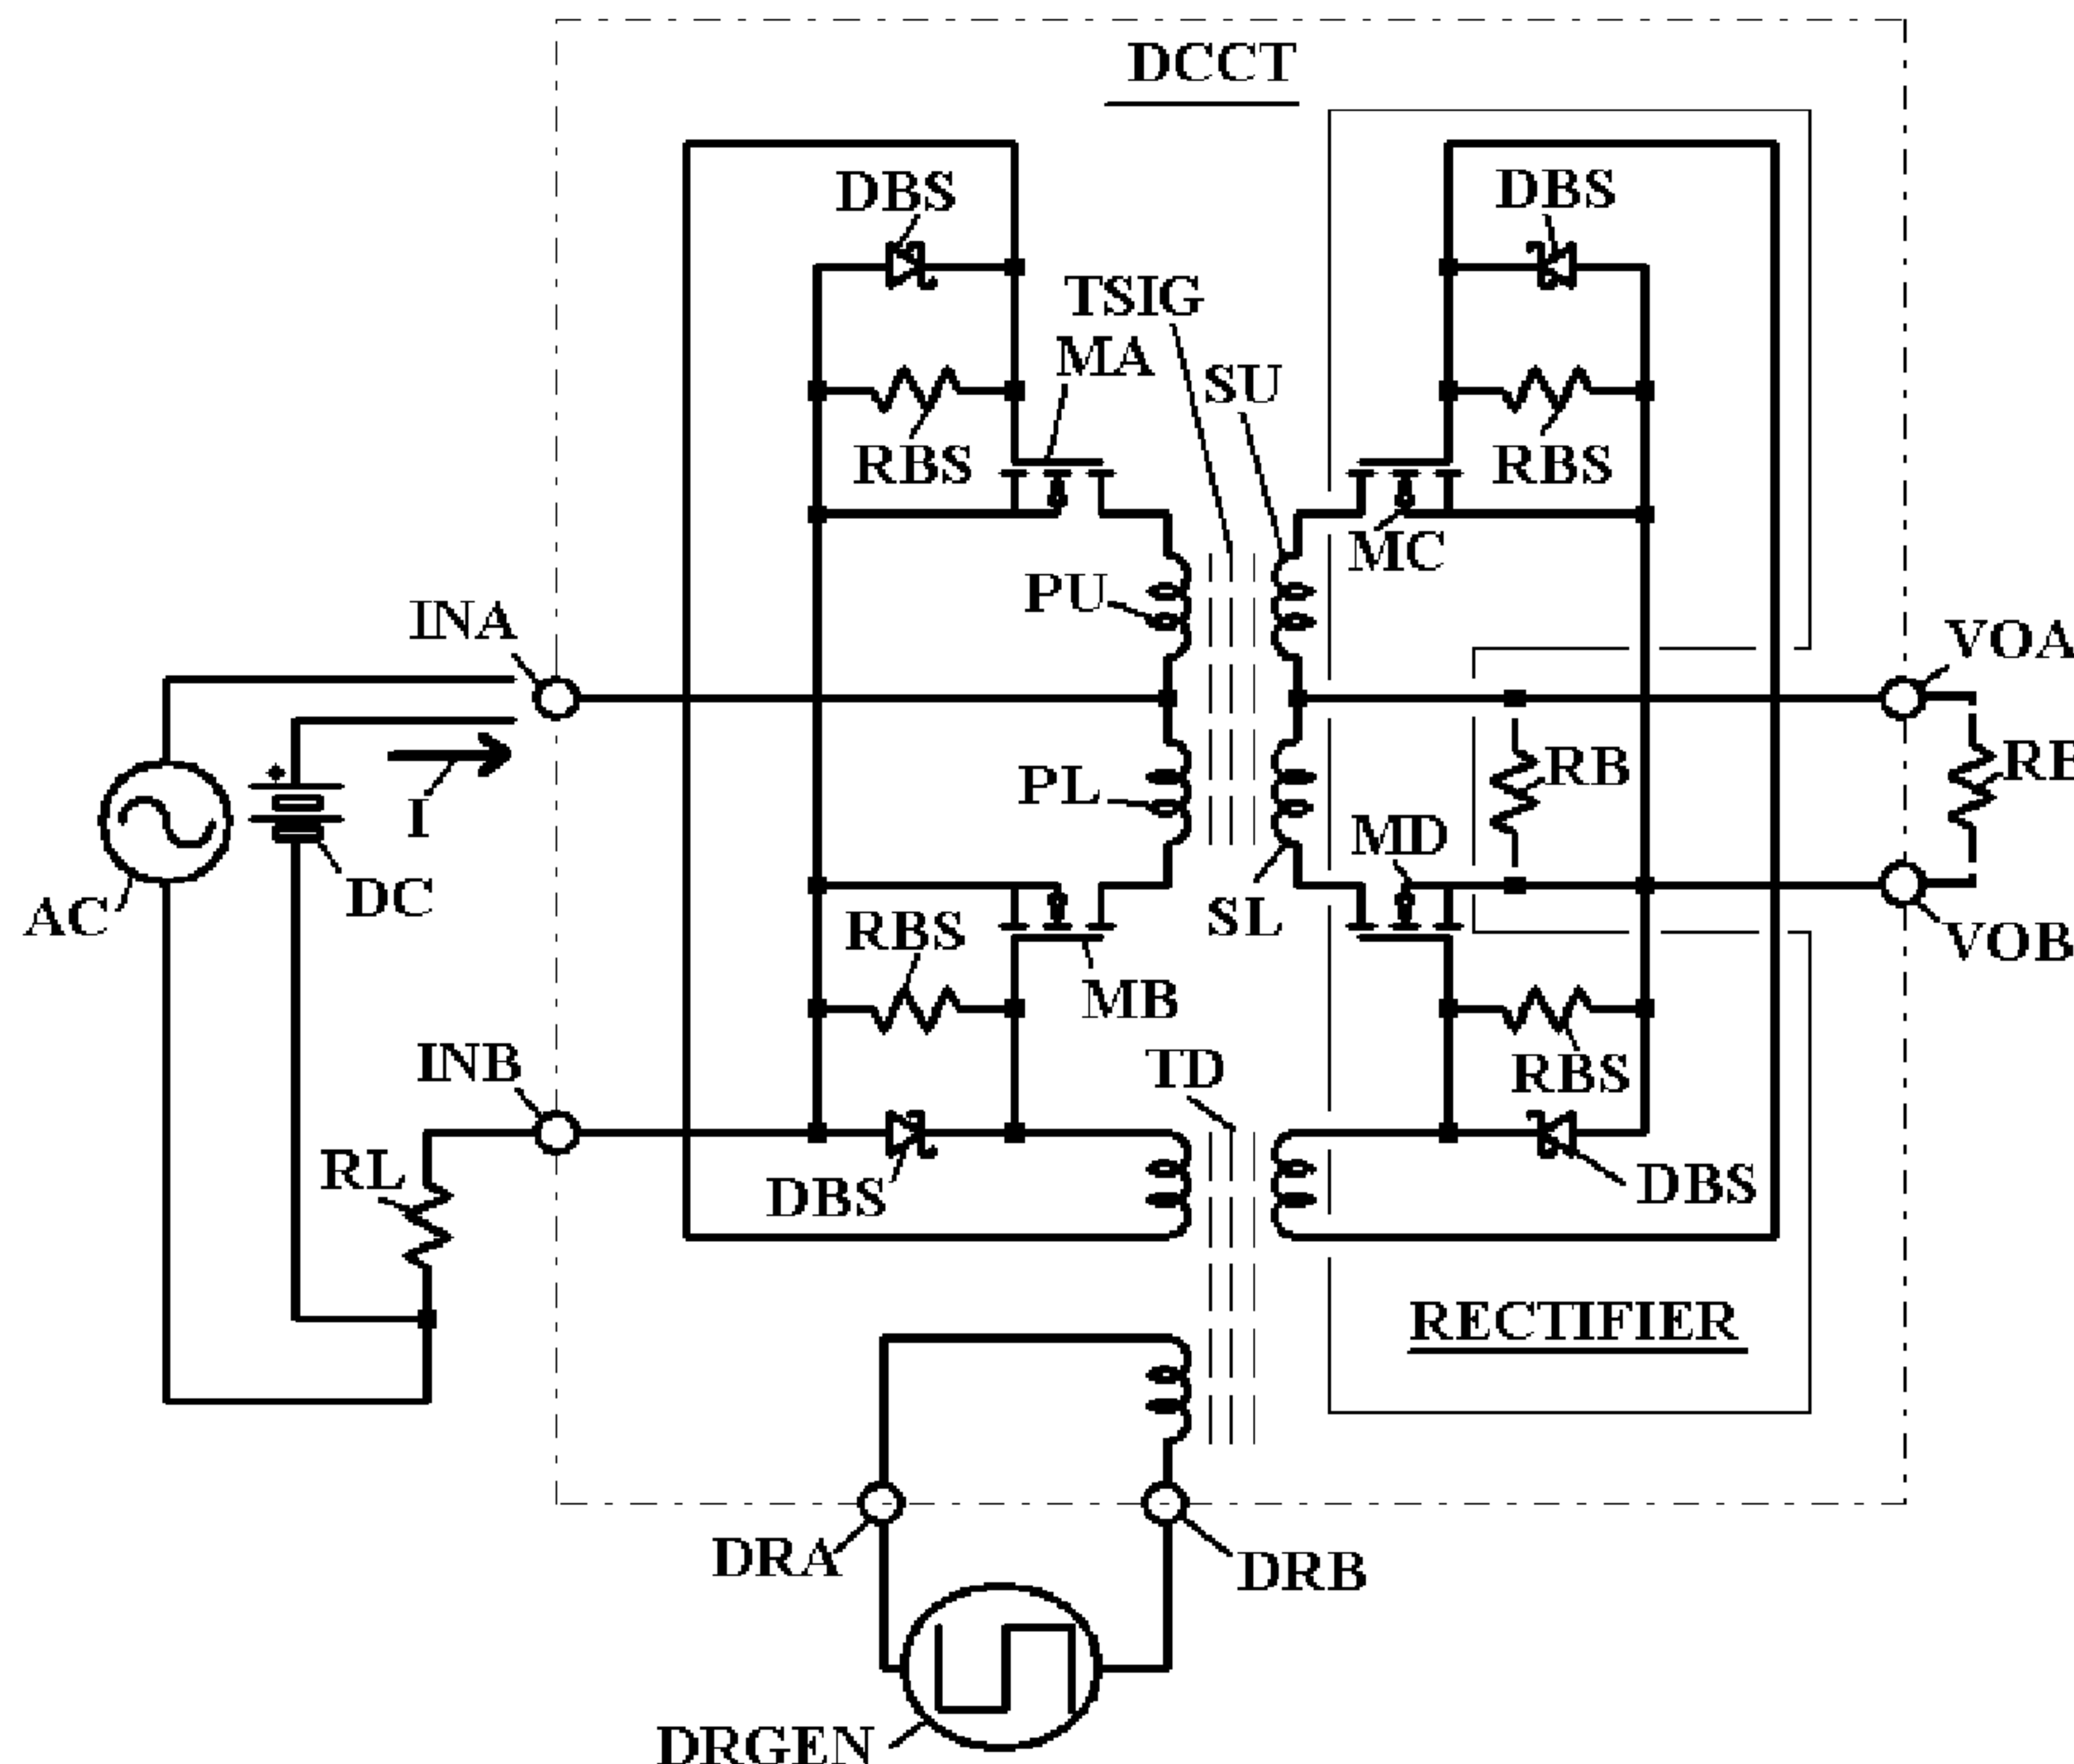 DCCT
DBS
DBS
TSIG
MA
SU
RBS
RBS
MC
PU
INA
VOA
RB
RB
PL
I
MD
DC
AC
RBS
SL
VOB
MB
INB
TD
RBS
RL
DBS
DBS
RECTIFIER
DRA
DRB
DRGEN